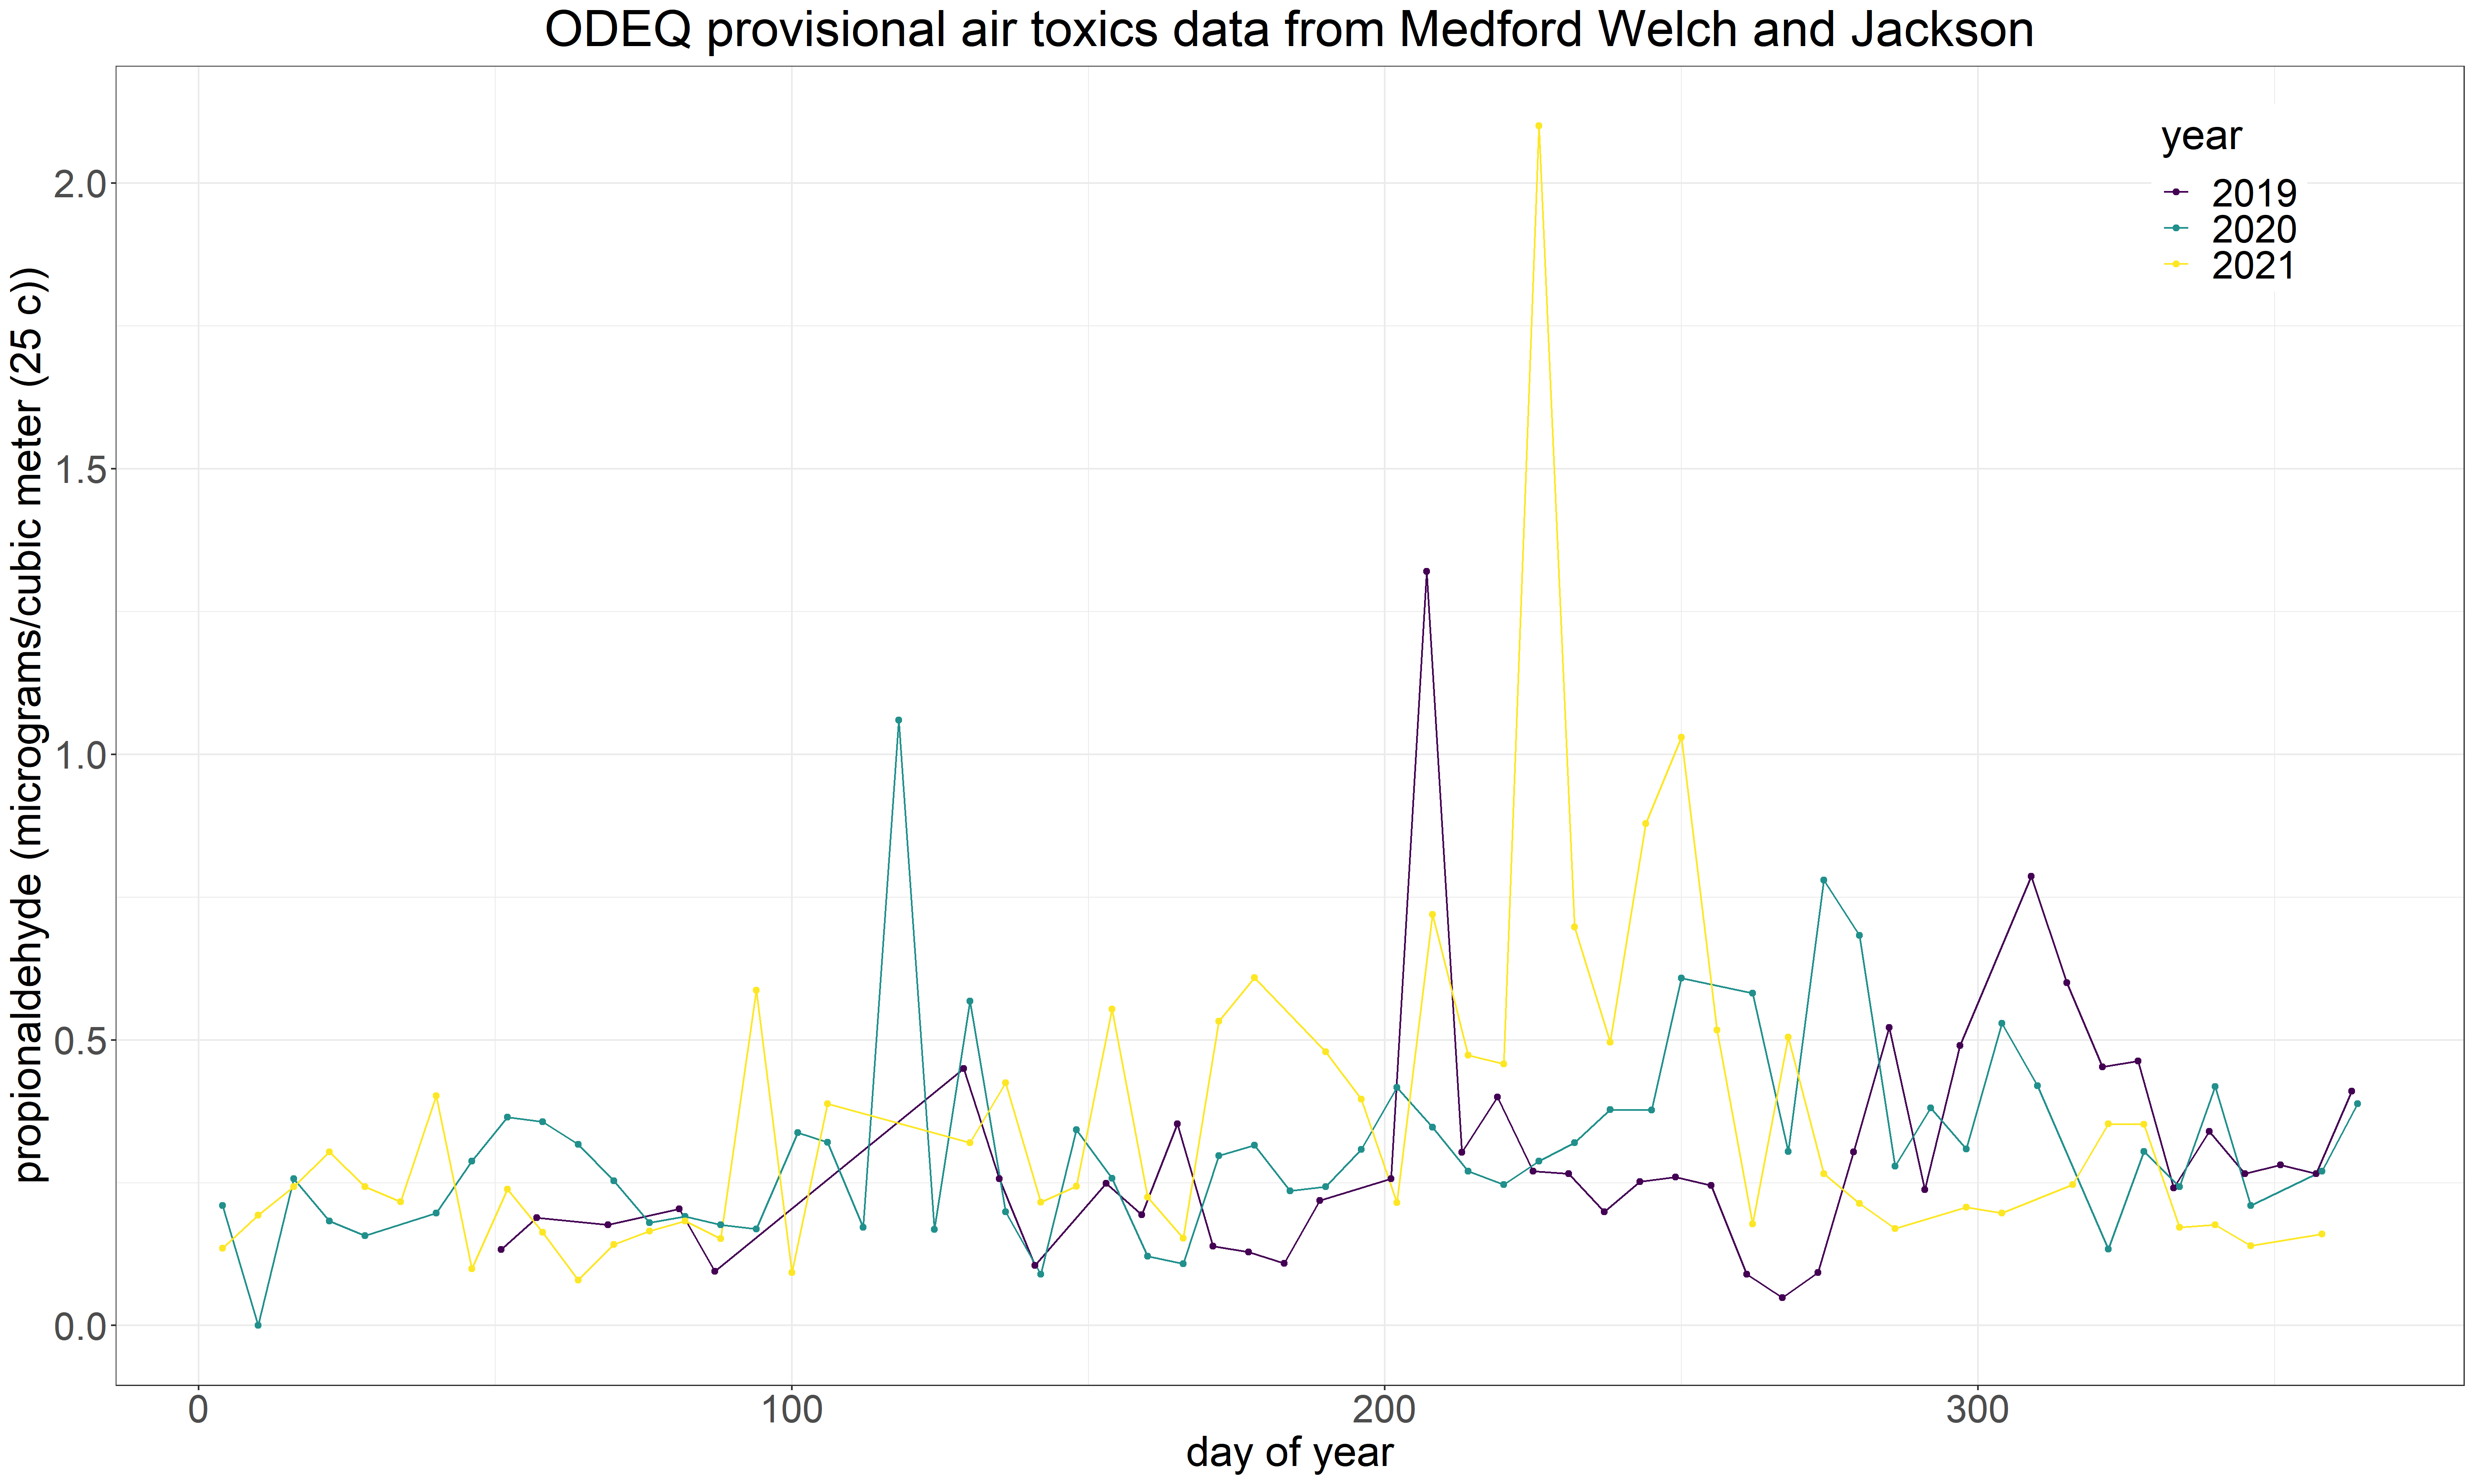 ODEQ provisional air toxics data from Medford Welch and Jackson
propionaldehyde (micrograms/cubic meter (25 c))
2.0
1.5
1.0
0.5
0.0
year
2019
2020
2021
0 100 200 300
day of year